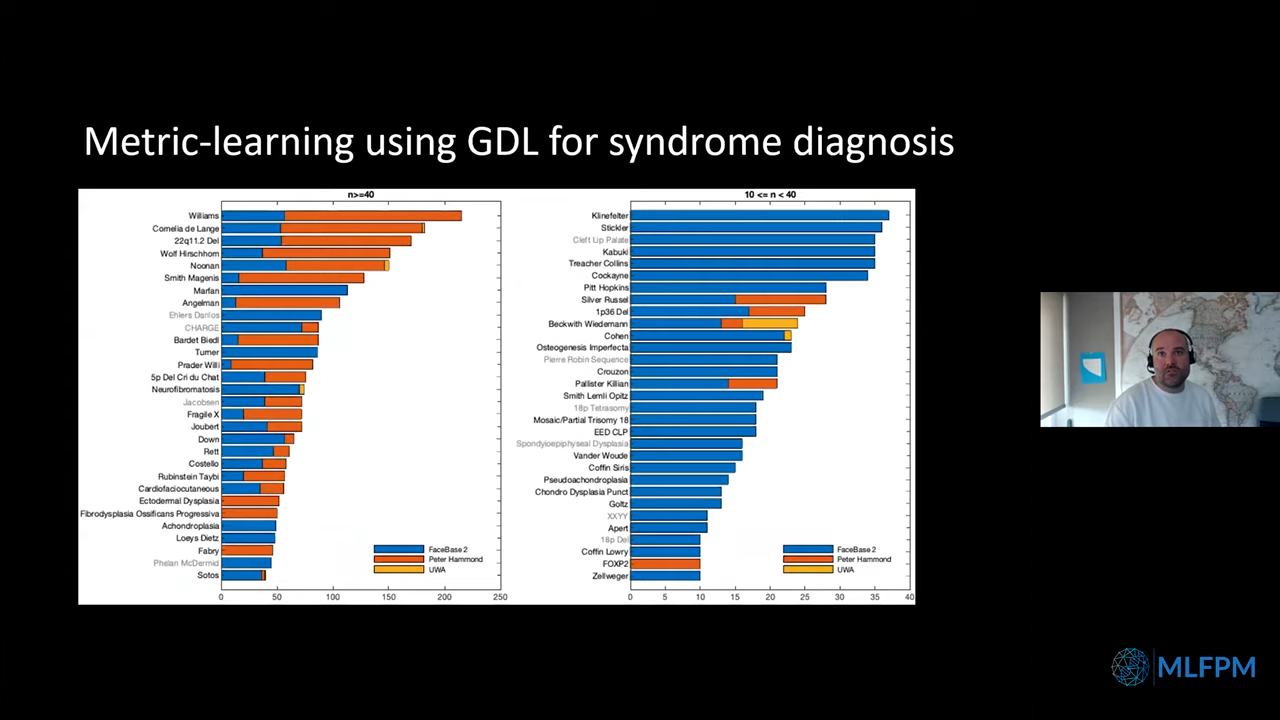 Metric-learning using GDL for syndrome diagnosis
n>=40
Williams
Cornelia de Lange
22q11.2 Del
Wolf Hirschhorn
Noonan
Smith Magenis
Marfan
Angelman
Ehlers Danlos
CHARGE
Bardet Biedl
Turner
Prader Willi
5p Del Cri du Chat
Neurofibromatosis
Jacobsen
Fragile X
Joubert
Down
Rett
Costello
Rubinstein Taybi
Cardiofaciocutaneous
Ectodermal Dysplasia
Fibrodysplasia Ossificans Progressiva
Achondroplasia
Loeys Dietz
Fabry
Phelan McDermid
Sotos
FaceBase 2
Peter Hammond
UWA
0 50 100 150 200 250
10 <= n < 40
Klinefelter
Stickler
Cleft Lip Palate
Kabuki
Treacher Collins
Cockayne
Pitt Hopkins
Silver Russel
1p36 Del
Beckwith Wiedemann
Cohen
Osteogenesis Imperfecta
Pierre Robin Sequence
Crouzon
Pallister Killian
Smith Lemli Opitz
18p Tetrasomy
Mosaic/Partial Trisomy 18
EED CLP
Spondyloepiphyseal Dysplasia
Vander Woude
Coffin Siris
Pseudoachondroplasia
Chondro Dysplasia Punct
Goltz
XXYY
Apert
18p Del
Coffin Lowry
FOXP2
Zellweger
FaceBase 2
Peter Hammond
UWA
0 5 10 15 20 25 30 35 40
MLFPM